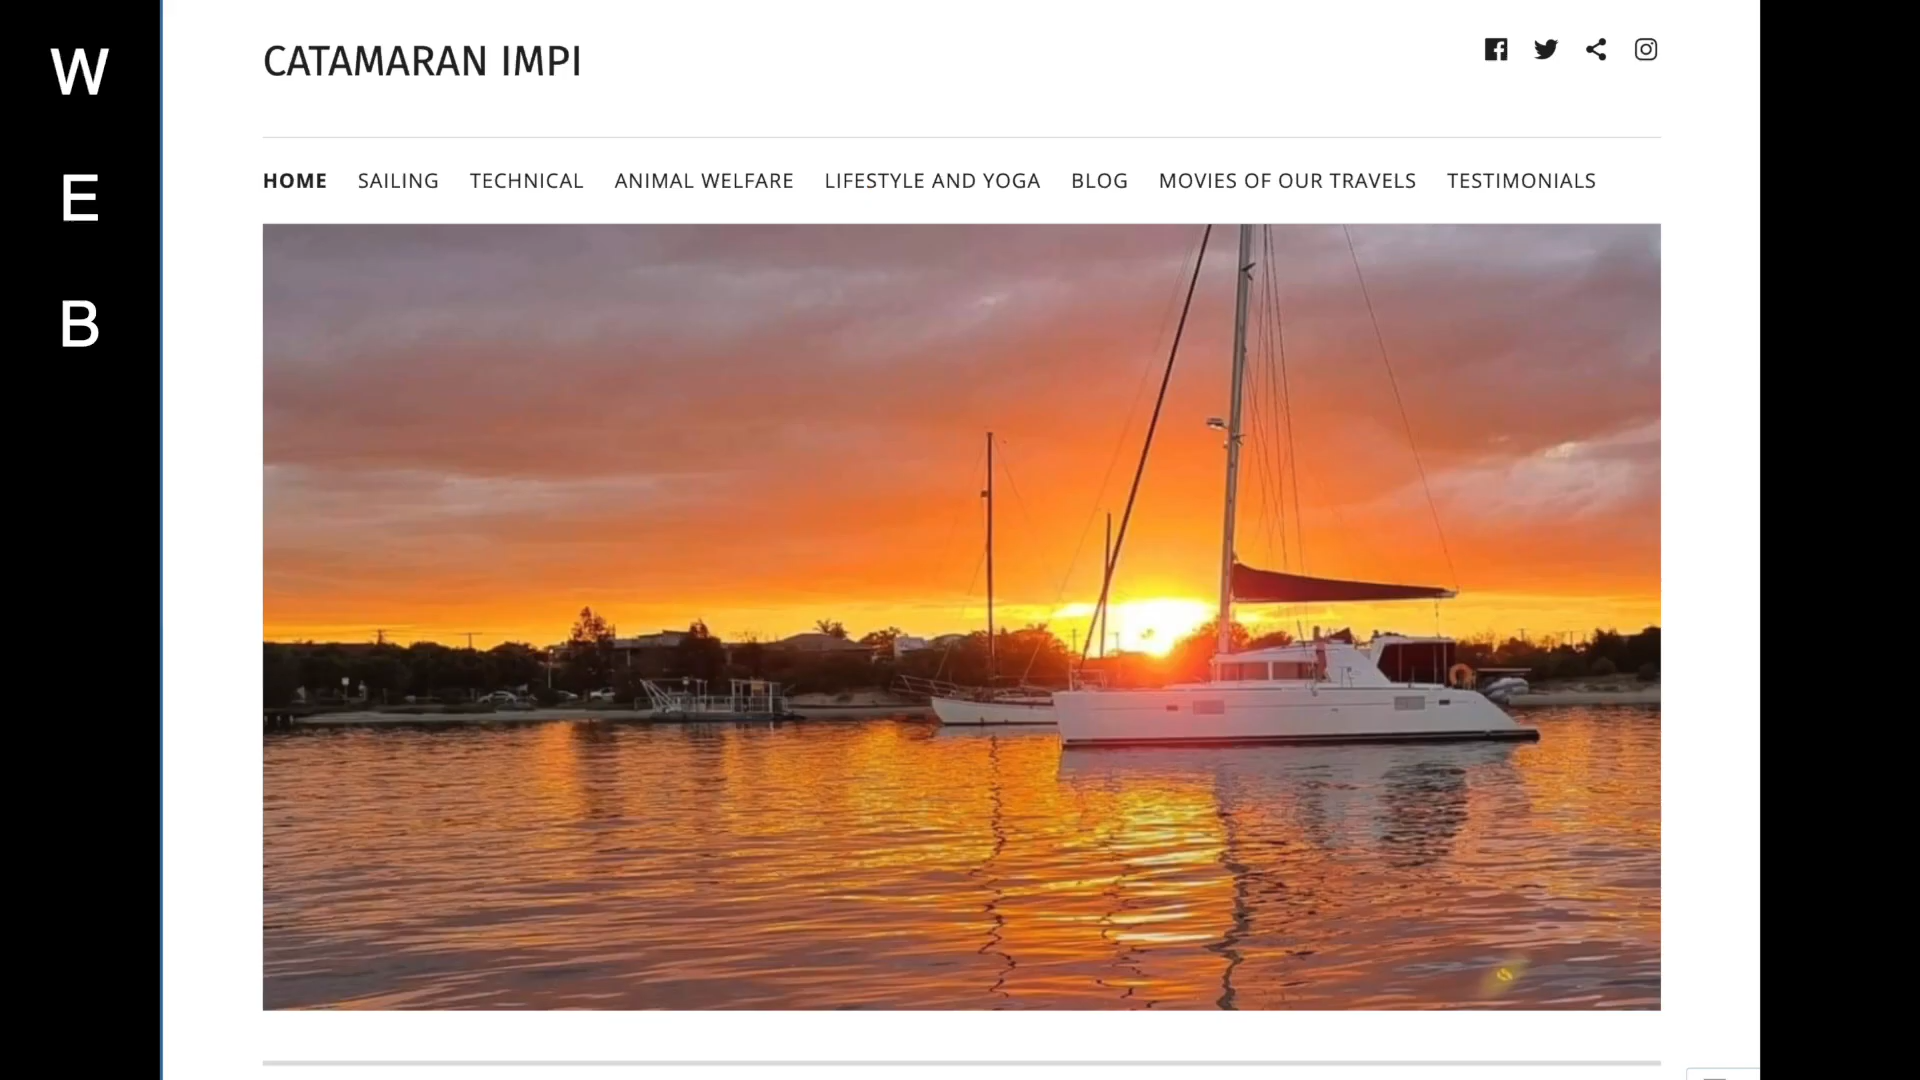 W
E
B
CATAMARAN IMPI
HOME SAILING TECHNICAL ANIMAL WELFARE LIFESTYLE AND YOGA BLOG MOVIES OF OUR TRAVELS TESTIMONIALS